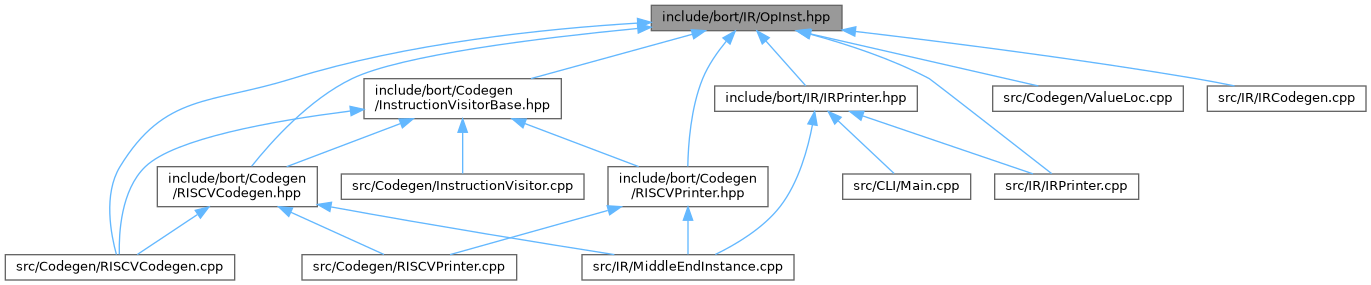 include/bort/IR/OpInst.hpp
include/bort/Codegen
/InstructionVisitorBase.hpp
include/bort/IR/IRPrinter.hpp
src/Codegen/ValueLoc.cpp
src/IR/IRCodegen.cpp
include/bort/Codegen
/RISCVCodegen.hpp
src/Codegen/InstructionVisitor.cpp
include/bort/Codegen
/RISCVPrinter.hpp
src/CLI/Main.cpp
src/IR/IRPrinter.cpp
src/Codegen/RISCVCodegen.cpp
src/Codegen/RISCVPrinter.cpp
src/IR/MiddleEndInstance.cpp